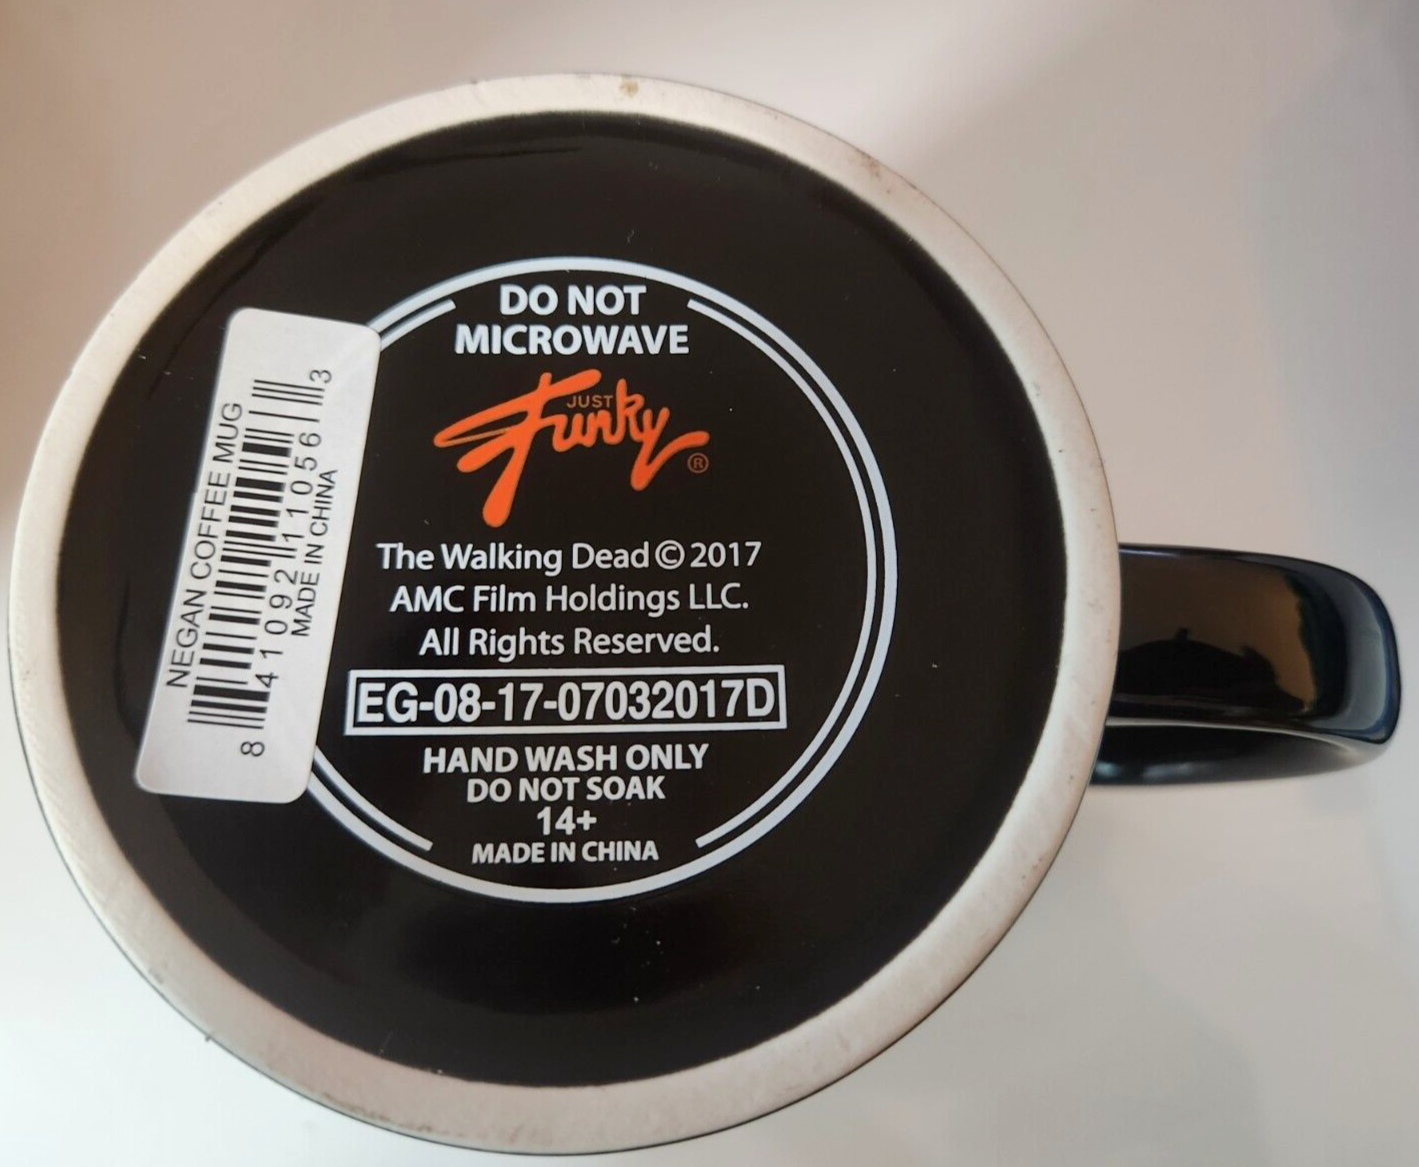 DO NOT
MICROWAVE
JUST
Funky®
The Walking Dead © 2017
AMC Film Holdings LLC.
All Rights Reserved.
EG-08-17-07032017D
HAND WASH ONLY
DO NOT SOAK
14+
MADE IN CHINA
NEGAN COFFEE MUG
8 41092 11056 3
MADE IN CHINA